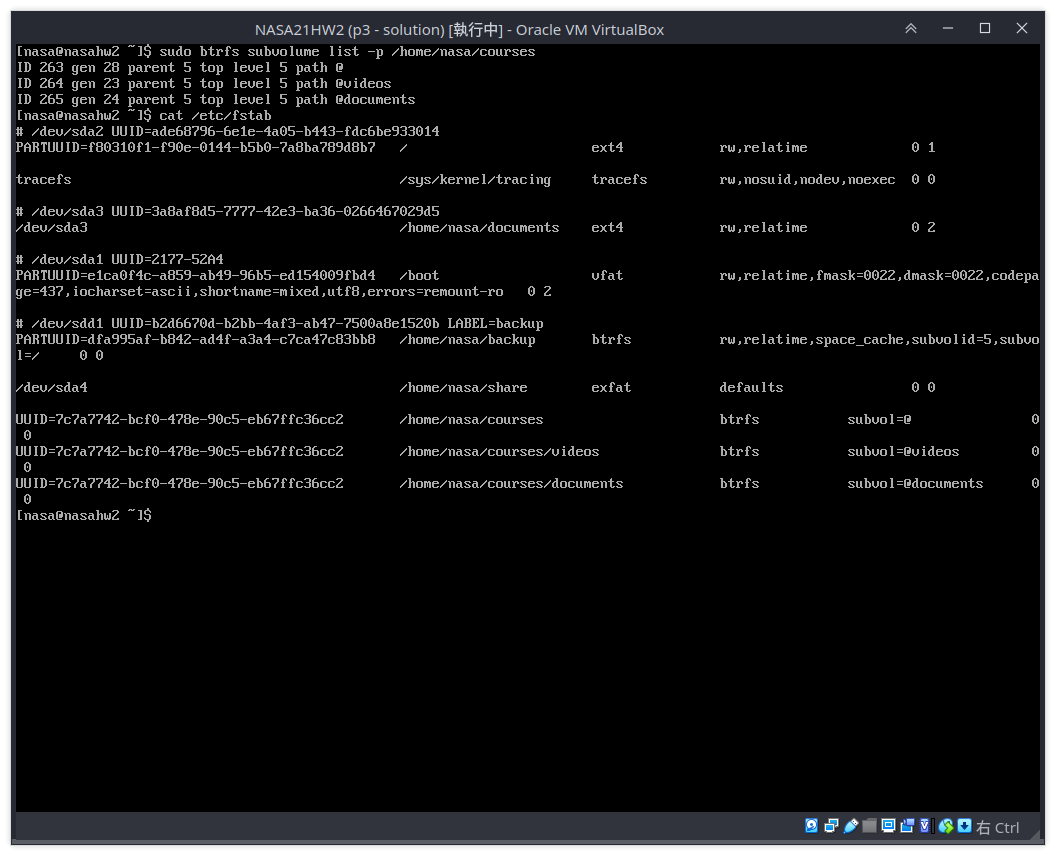 NASA21HW2 (p3 - solution) [執行中] - Oracle VM VirtualBox
[nasa@nasahw2 ~]$ sudo btrfs subvolume list -p /home/nasa/courses
ID 263 gen 28 parent 5 top level 5 path @
ID 264 gen 23 parent 5 top level 5 path @videos
ID 265 gen 24 parent 5 top level 5 path @documents
[nasa@nasahw2 ~]$ cat /etc/fstab
# /dev/sda2 UUID=ade68796-6e1e-4a05-b443-fdc6be933014
PARTUUID=f80310f1-f90e-0144-b5b0-7a8ba789d8b7   /                       ext4            rw,relatime             0 1
tracefs                                         /sys/kernel/tracing     tracefs         rw,nosuid,nodev,noexec  0 0
# /dev/sda3 UUID=3a8af8d5-7777-42e3-ba36-0266467029d5
/dev/sda3                                       /home/nasa/documents    ext4            rw,relatime             0 2
# /dev/sda1 UUID=2177-52A4
PARTUUID=e1ca0f4c-a859-ab49-96b5-ed154009fbd4   /boot                   vfat            rw,relatime,fmask=0022,dmask=0022,codepa
ge=437,iocharset=ascii,shortname=mixed,utf8,errors=remount-ro   0 2
# /dev/sdd1 UUID=b2d6670d-b2bb-4af3-ab47-7500a8e1520b LABEL=backup
PARTUUID=dfa995af-b842-ad4f-a3a4-c7ca47c83bb8   /home/nasa/backup       btrfs           rw,relatime,space_cache,subvolid=5,subvo
l=/     0 0
/dev/sda4                                       /home/nasa/share        exfat           defaults                0 0
UUID=7c7a7742-bcf0-478e-90c5-eb67ffc36cc2       /home/nasa/courses                      btrfs           subvol=@               0
 0
UUID=7c7a7742-bcf0-478e-90c5-eb67ffc36cc2       /home/nasa/courses/videos               btrfs           subvol=@videos         0
 0
UUID=7c7a7742-bcf0-478e-90c5-eb67ffc36cc2       /home/nasa/courses/documents            btrfs           subvol=@documents      0
 0
[nasa@nasahw2 ~]$
右 Ctrl